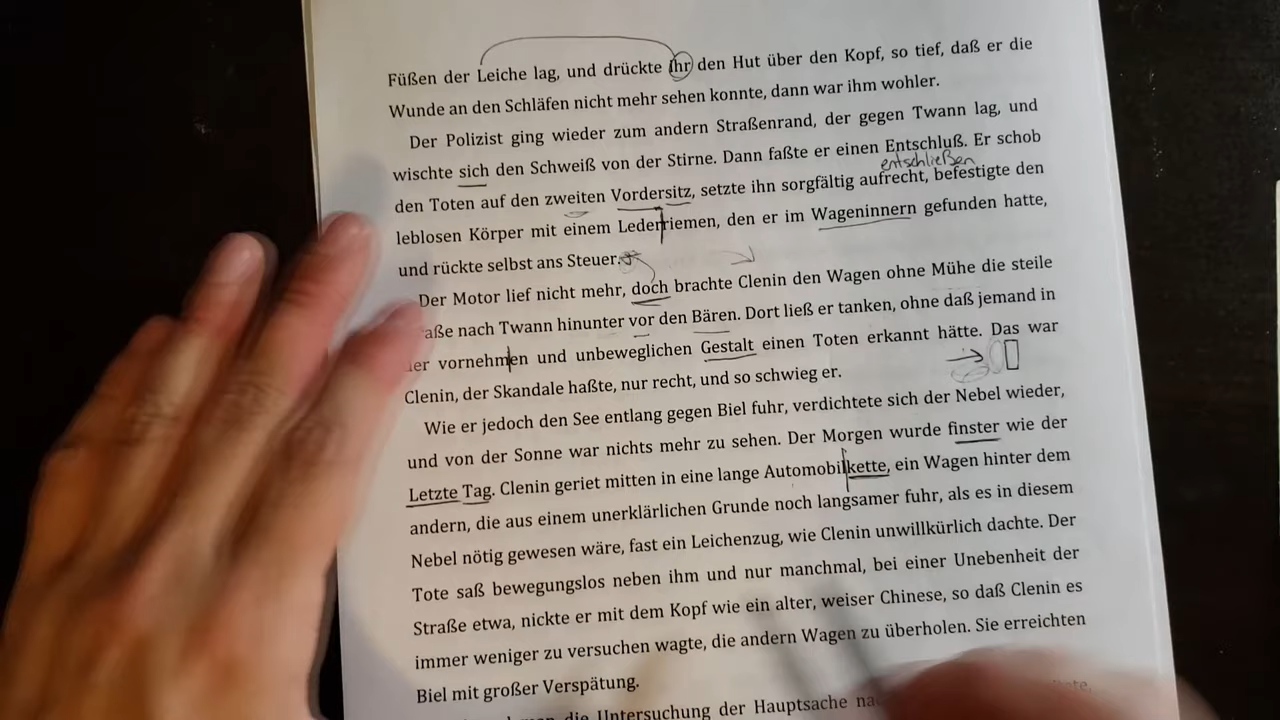 Füßen der Leiche lag, und drückte ihr den Hut über den Kopf, so tief, daß er die
Wunde an den Schläfen nicht mehr sehen konnte, dann war ihm wohler.
Der Polizist ging wieder zum andern Straßenrand, der gegen Twann lag, und
wischte sich den Schweiß von der Stirne. Dann faßte er einen Entschluß. Er schob
entschließen
den Toten auf den zweiten Vordersitz, setzte ihn sorgfältig aufrecht, befestigte den
leblosen Körper mit einem Lederriemen, den er im Wageninnern gefunden hatte,
und rückte selbst ans Steuer.
Der Motor lief nicht mehr, doch brachte Clenin den Wagen ohne Mühe die steile
aße nach Twann hinunter vor den Bären. Dort ließ er tanken, ohne daß jemand in
er vornehmen und unbeweglichen Gestalt einen Toten erkannt hätte. Das war
Clenin, der Skandale haßte, nur recht, und so schwieg er.
Wie er jedoch den See entlang gegen Biel fuhr, verdichtete sich der Nebel wieder,
und von der Sonne war nichts mehr zu sehen. Der Morgen wurde finster wie der
Letzte Tag. Clenin geriet mitten in eine lange Automobilkette, ein Wagen hinter dem
andern, die aus einem unerklärlichen Grunde noch langsamer fuhr, als es in diesem
Nebel nötig gewesen wäre, fast ein Leichenzug, wie Clenin unwillkürlich dachte. Der
Tote saß bewegungslos neben ihm und nur manchmal, bei einer Unebenheit der
Straße etwa, nickte er mit dem Kopf wie ein alter, weiser Chinese, so daß Clenin es
immer weniger zu versuchen wagte, die andern Wagen zu überholen. Sie erreichten
Biel mit großer Verspätung.
die Untersuchung der Hauptsache